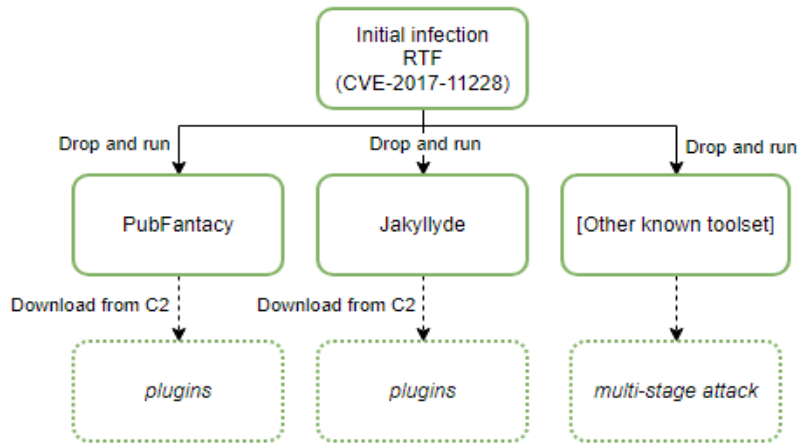 Initial infection
RTF
(CVE-2017-11228)
Drop and run
Drop and run
Drop and run
PubFantacy
Jakyllyde
[Other known toolset]
Download from C2
Download from C2
plugins
plugins
multi-stage attack